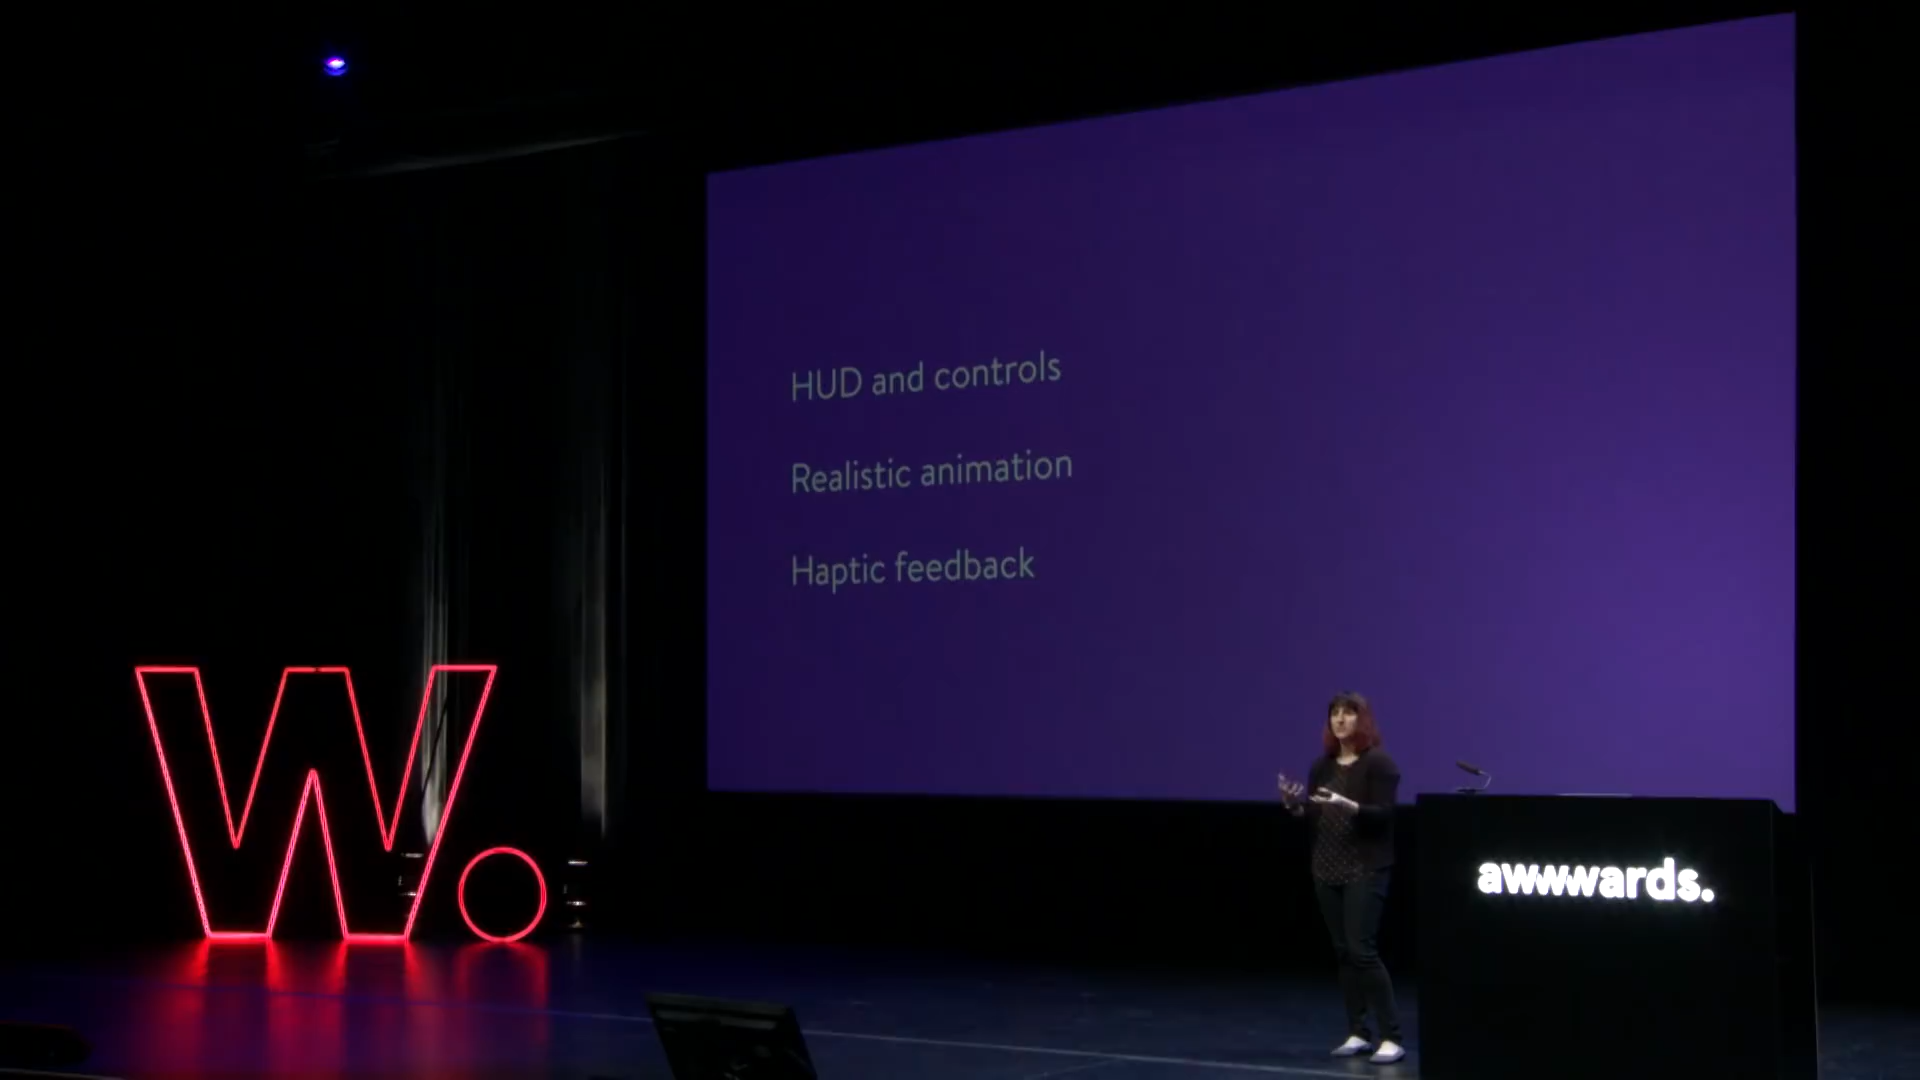 HUD and controls
Realistic animation
Haptic feedback
W.
awwwards.